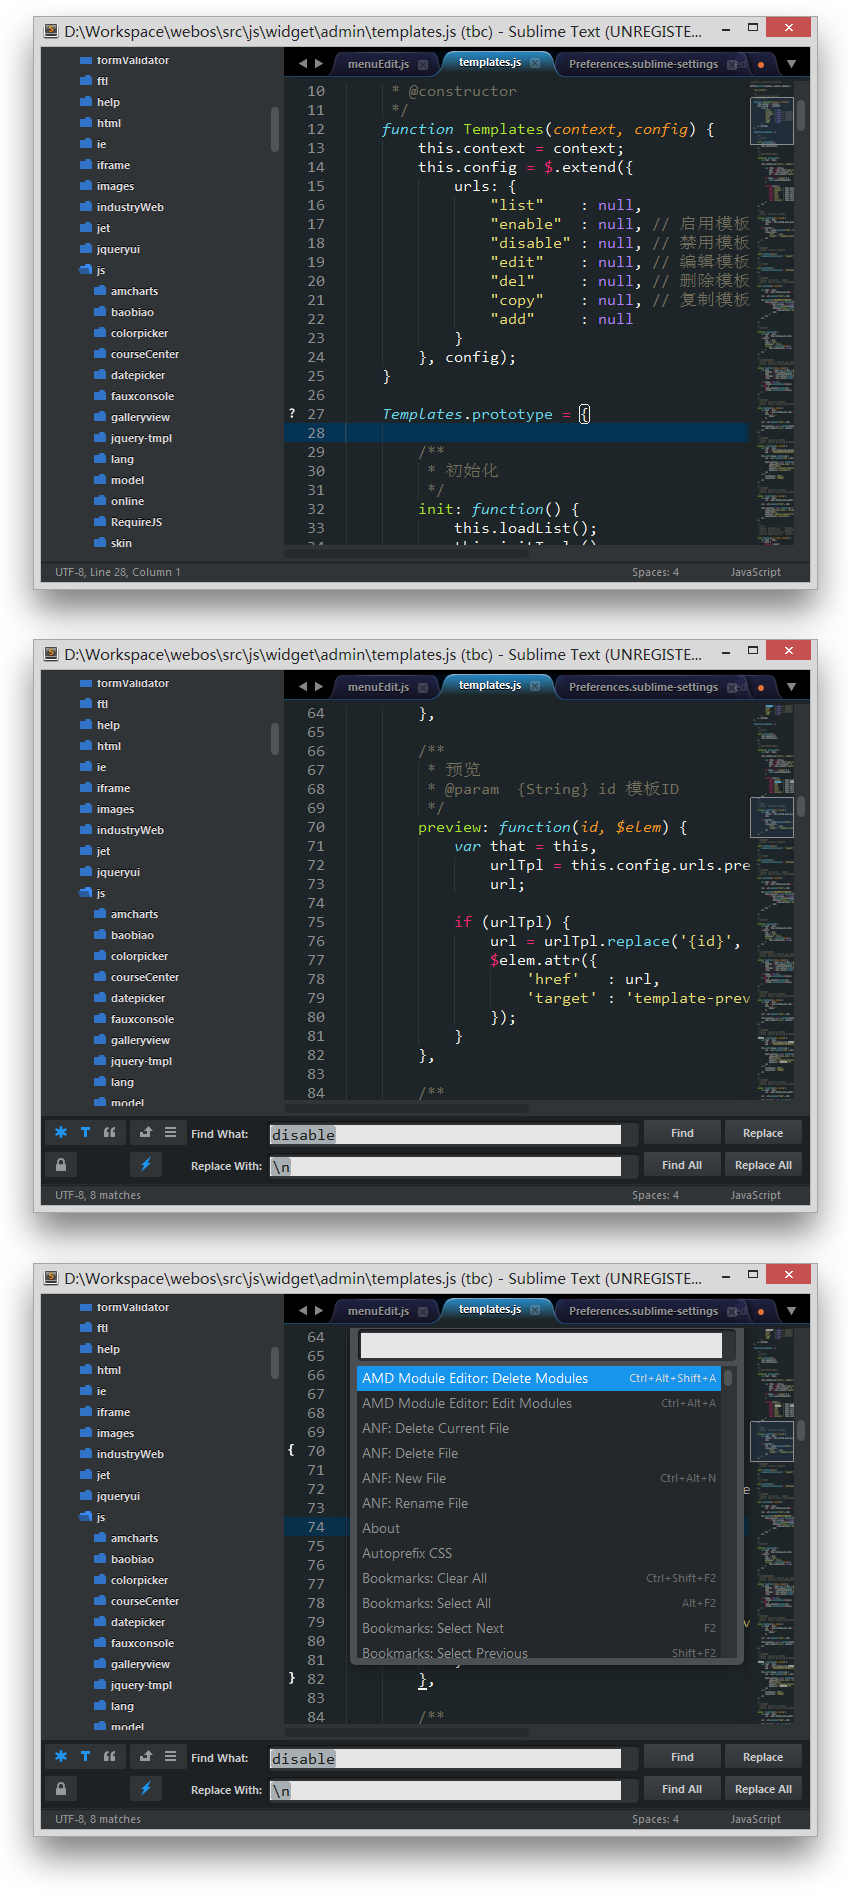 D:\Workspace\webos\src\js\widget\admin\templates.js (tbc) - Sublime Text (UNREGISTE...
formValidator
ftl
help
html
ie
iframe
images
industryWeb
jet
jqueryui
js
amcharts
baobiao
colorpicker
courseCenter
datepicker
fauxconsole
galleryview
jquery-tmpl
lang
model
online
RequireJS
skin
menuEdit.js
templates.js
Preferences.sublime-settings
10 * @constructor
11 */
12 function Templates(context, config) {
13 this.context = context;
14 this.config = $.extend({
15 urls: {
16 "list" : null,
17 "enable" : null, // 启用模板
18 "disable" : null, // 禁用模板
19 "edit" : null, // 编辑模板
20 "del" : null, // 删除模板
21 "copy" : null, // 复制模板
22 "add" : null
23 }
24 }, config);
25 }
26
? 27 Templates.prototype = {
28
29 /**
30 * 初始化
31 */
32 init: function() {
33 this.loadList();
UTF-8, Line 28, Column 1
Spaces: 4
JavaScript
D:\Workspace\webos\src\js\widget\admin\templates.js (tbc) - Sublime Text (UNREGISTE...
formValidator
ftl
help
html
ie
iframe
images
industryWeb
jet
jqueryui
js
amcharts
baobiao
colorpicker
courseCenter
datepicker
fauxconsole
galleryview
jquery-tmpl
lang
model
menuEdit.js
templates.js
Preferences.sublime-settings
64 },
65
66 /**
67 * 预览
68 * @param {String} id 模板ID
69 */
70 preview: function(id, $elem) {
71 var that = this,
72 urlTpl = this.config.urls.pre
73 url;
74
75 if (urlTpl) {
76 url = urlTpl.replace('{id}',
77 $elem.attr({
78 'href' : url,
79 'target' : 'template-prev
80 });
81 }
82 },
83
84 /**
Find What:
disable
Find
Replace
Replace With:
\n
Find All
Replace All
UTF-8, 8 matches
Spaces: 4
JavaScript
D:\Workspace\webos\src\js\widget\admin\templates.js (tbc) - Sublime Text (UNREGISTE...
formValidator
ftl
help
html
ie
iframe
images
industryWeb
jet
jqueryui
js
amcharts
baobiao
colorpicker
courseCenter
datepicker
fauxconsole
galleryview
jquery-tmpl
lang
model
menuEdit.js
templates.js
Preferences.sublime-settings
64
65
66
67
68
69
{ 70
71
72
73
74
75
76
77
78
79
80
81
} 82 },
83
84 /**
AMD Module Editor: Delete Modules Ctrl+Alt+Shift+A
AMD Module Editor: Edit Modules Ctrl+Alt+A
ANF: Delete Current File
ANF: Delete File
ANF: New File Ctrl+Alt+N
ANF: Rename File
About
Autoprefix CSS
Bookmarks: Clear All Ctrl+Shift+F2
Bookmarks: Select All Alt+F2
Bookmarks: Select Next F2
Bookmarks: Select Previous Shift+F2
Find What:
disable
Find
Replace
Replace With:
\n
Find All
Replace All
UTF-8, 8 matches
Spaces: 4
JavaScript